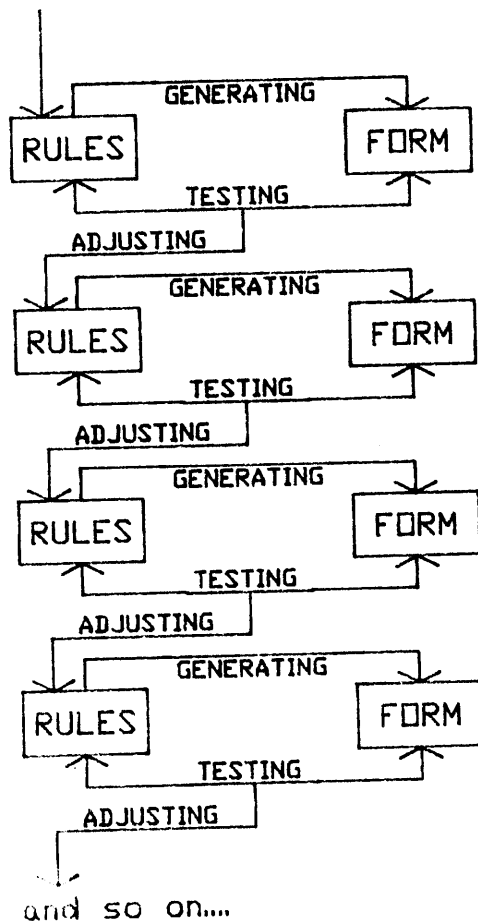 GENERATING
RULES FORM
TESTING
ADJUSTING
GENERATING
RULES FORM
TESTING
ADJUSTING
GENERATING
RULES FORM
TESTING
ADJUSTING
GENERATING
RULES FORM
TESTING
ADJUSTING
and so on....